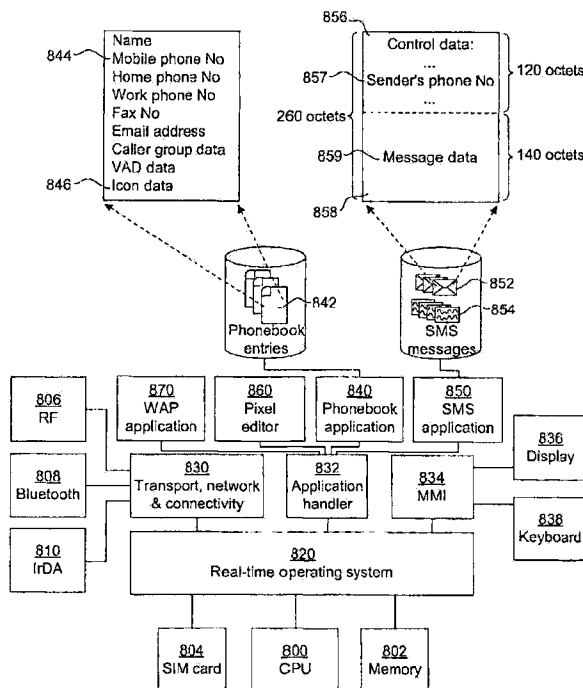 844
Name
Mobile phone No
Home phone No
Work phone No
Fax No
Email address
Caller group data
VAD data
846
Icon data
856
Control data:
...
857
Sender's phone No
...
120 octets
260 octets
859
Message data
140 octets
858
842
Phonebook
entries
852
854
SMS
messages
806
RF
870
WAP
application
860
Pixel
editor
840
Phonebook
application
850
SMS
application
836
Display
808
Bluetooth
830
Transport, network
& connectivity
832
Application
handler
834
MMI
838
Keyboard
810
IrDA
820
Real-time operating system
804
SIM card
800
CPU
802
Memory